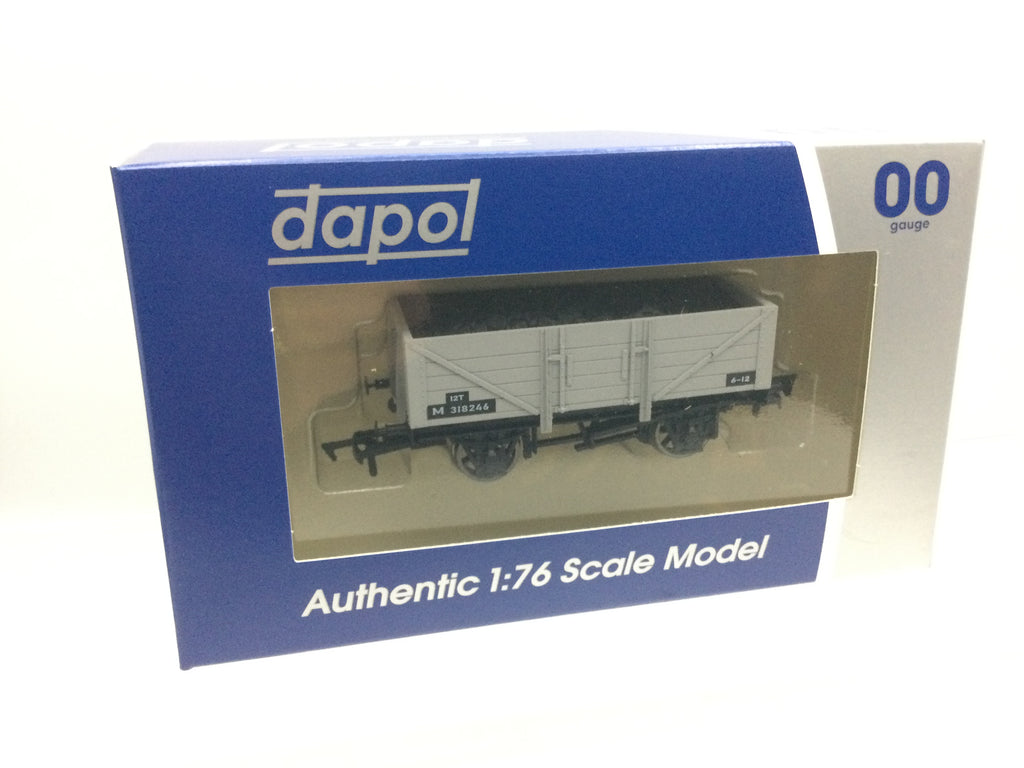 dapol
00
gauge
12T
M 318246
6-12
Authentic 1:76 Scale Model